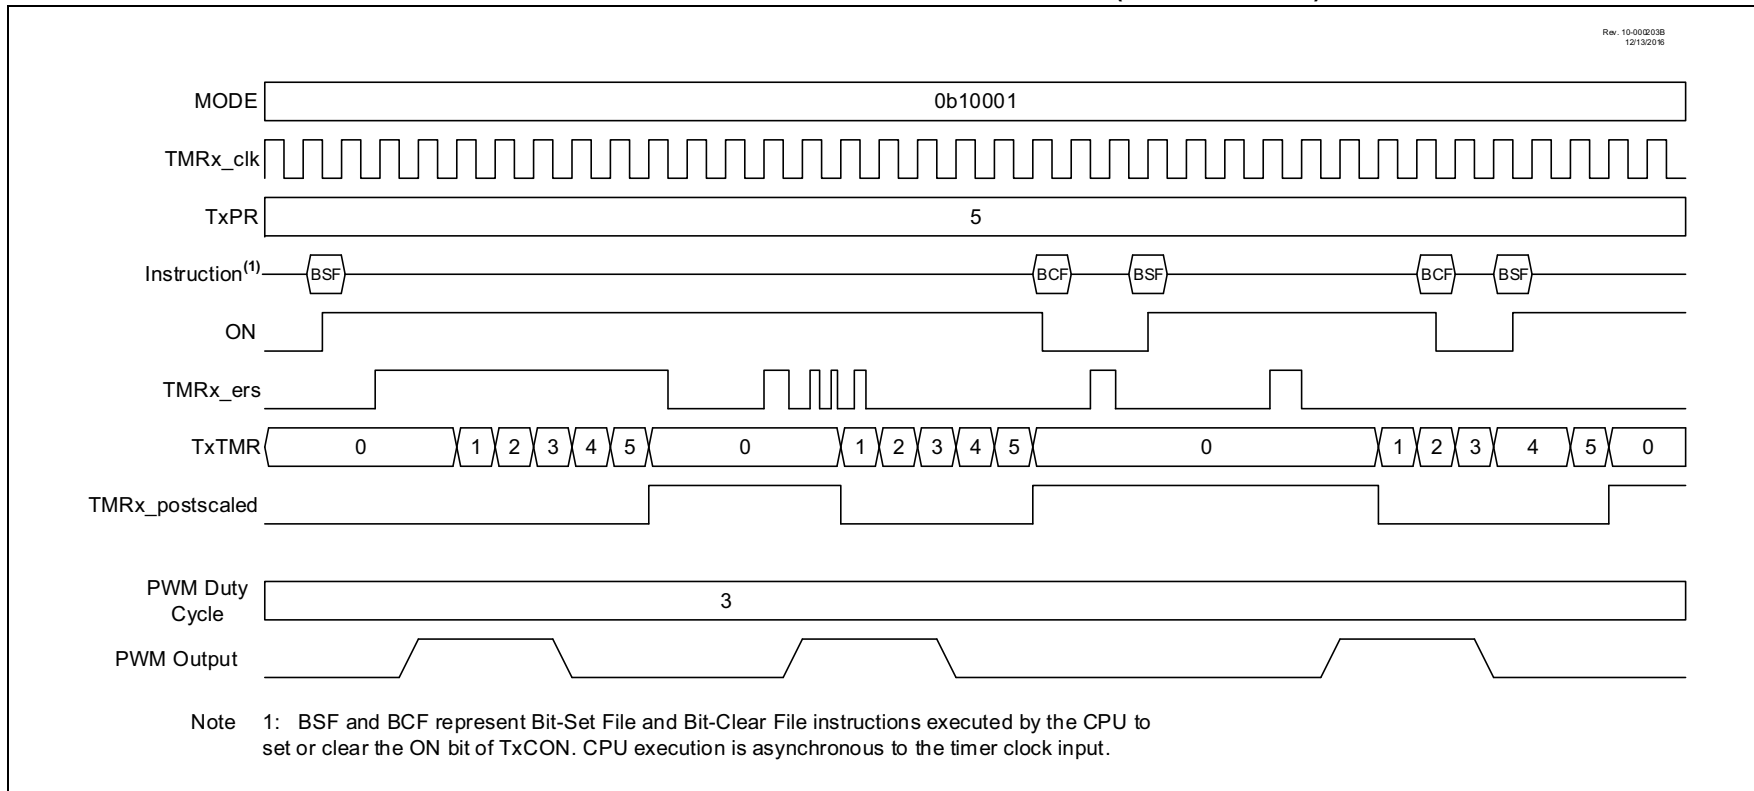 Rev. 10-000203B
12/13/2016
MODE 0b10001
TMRx_clk
TxPR 5
Instruction(1) BSF BCF BSF BCF BSF
ON
TMRx_ers
TxTMR 0 1 2 3 4 5 0 1 2 3 4 5 0 1 2 3 4 5 0
TMRx_postscaled
PWM Duty
Cycle 3
PWM Output
Note 1: BSF and BCF represent Bit-Set File and Bit-Clear File instructions executed by the CPU to
set or clear the ON bit of TxCON. CPU execution is asynchronous to the timer clock input.